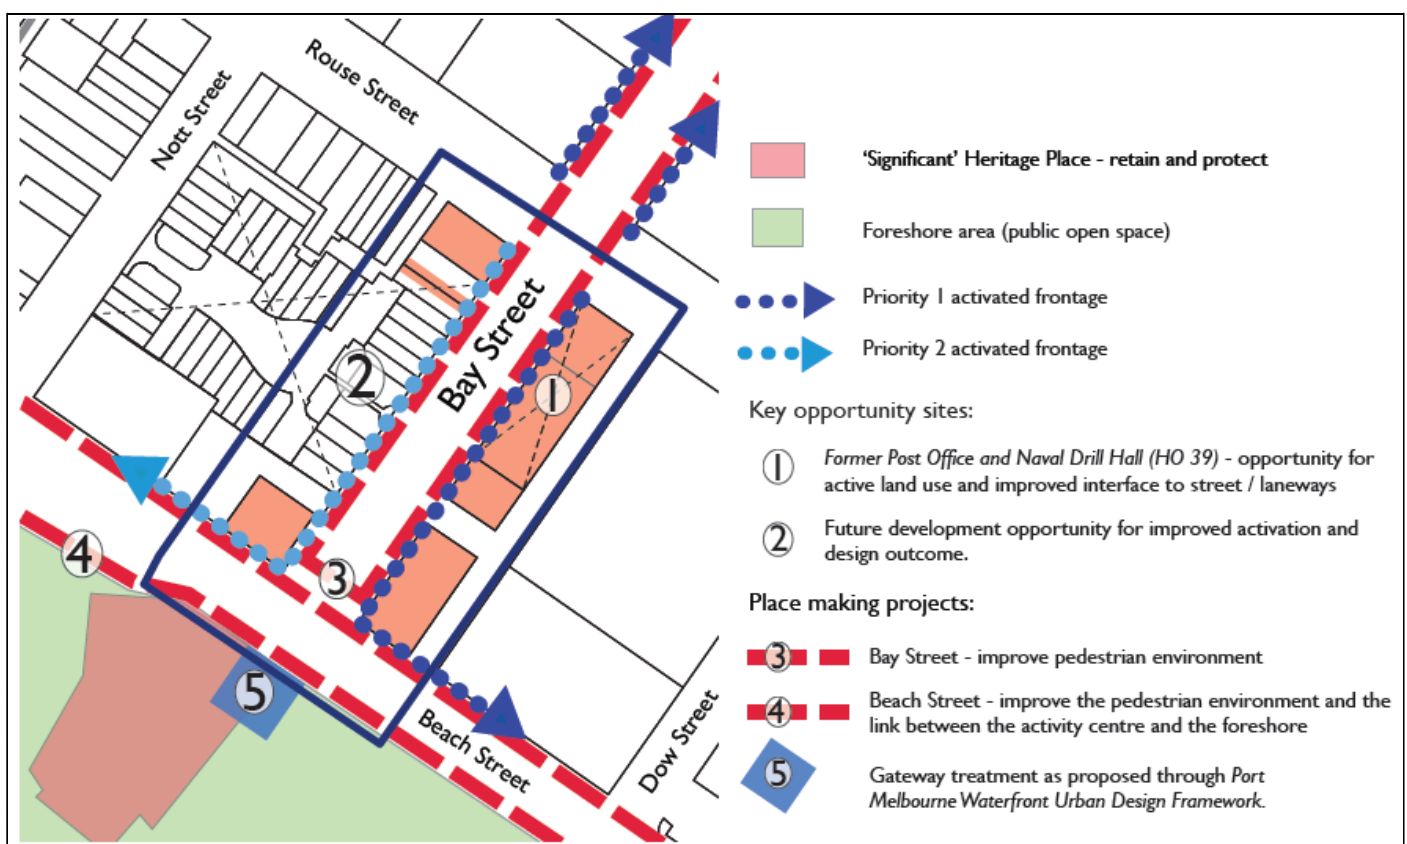 Rouse Street
Nott Street
Bay Street
2
1
3
4
5
Beach Street
Dow Street
‘Significant’ Heritage Place - retain and protect
Foreshore area (public open space)
Priority 1 activated frontage
Priority 2 activated frontage
Key opportunity sites:
1 Former Post Office and Naval Drill Hall (HO 39) - opportunity for
active land use and improved interface to street / laneways
2 Future development opportunity for improved activation and
design outcome.
Place making projects:
3 Bay Street - improve pedestrian environment
4 Beach Street - improve the pedestrian environment and the
link between the activity centre and the foreshore
5 Gateway treatment as proposed through Port
Melbourne Waterfront Urban Design Framework.